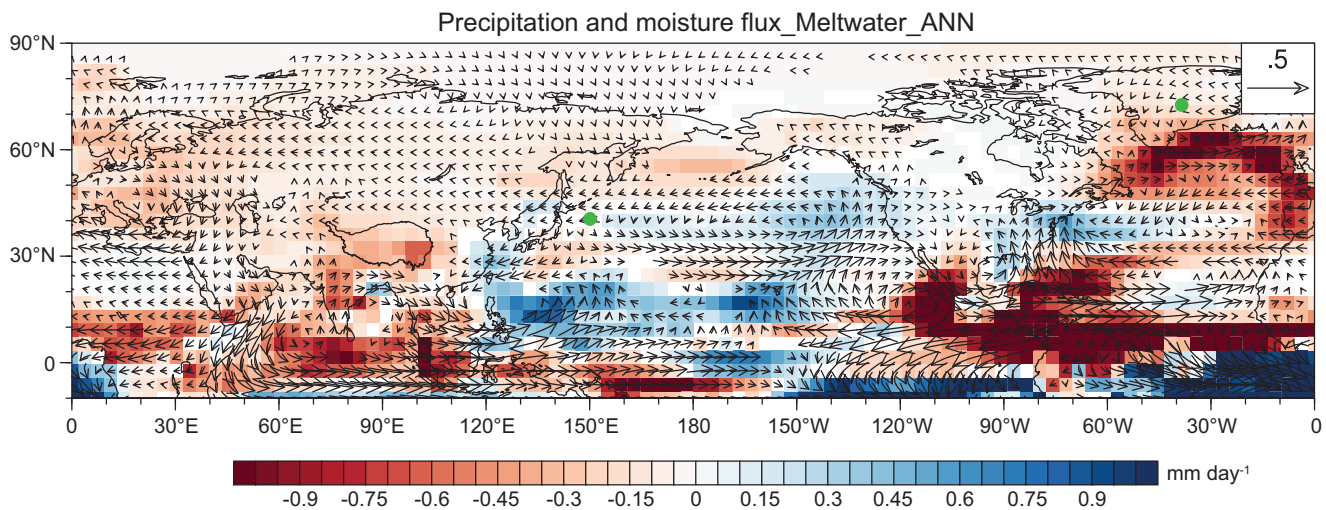 Precipitation and moisture flux_Meltwater_ANN
90°N
.5
60°N
30°N
0
0 30°E 60°E 90°E 120°E 150°E 180 150°W 120°W 90°W 60°W 30°W 0
mm day⁻¹
-0.9 -0.75 -0.6 -0.45 -0.3 -0.15 0 0.15 0.3 0.45 0.6 0.75 0.9